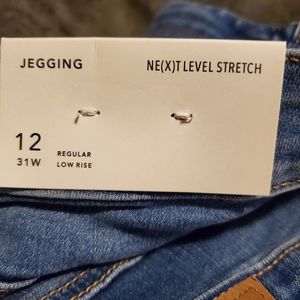 JEGGING
NE(X)T LEVEL STRETCH
12
31W
REGULAR
LOW RISE